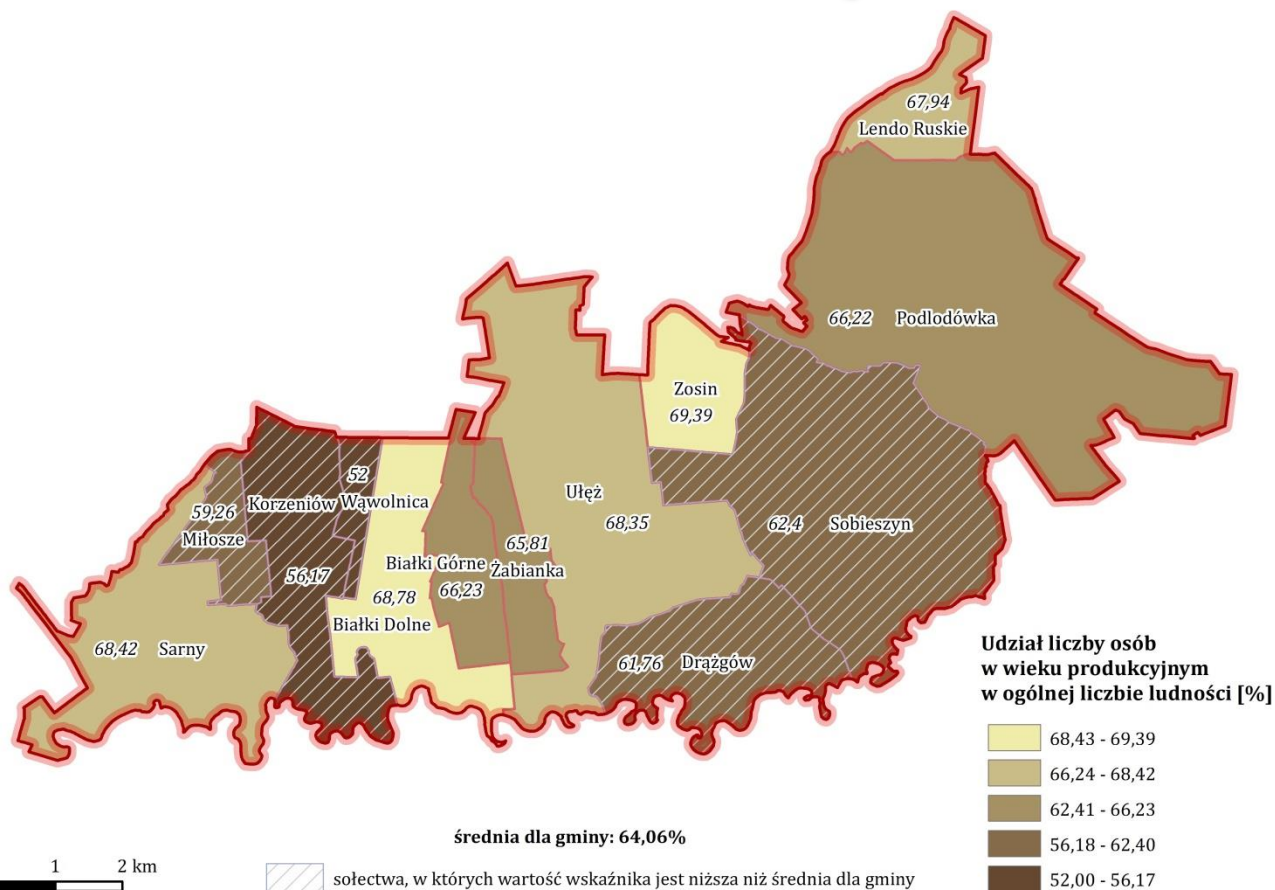 67,94
Lendo Ruskie
66,22 Podlodówka
Zosin
69,39
52
Korzeniów Wąwolnica
59,26
Miłosze
56,17
Ułęż
68,35
62,4 Sobieszyn
65,81
Białki Górne Żabianka
66,23
68,78
Białki Dolne
68,42 Sarny
61,76 Drążgów
Udział liczby osób
w wieku produkcyjnym
w ogólnej liczbie ludności [%]
68,43 - 69,39
66,24 - 68,42
62,41 - 66,23
56,18 - 62,40
52,00 - 56,17
średnia dla gminy: 64,06%
1 2 km
sołectwa, w których wartość wskaźnika jest niższa niż średnia dla gminy